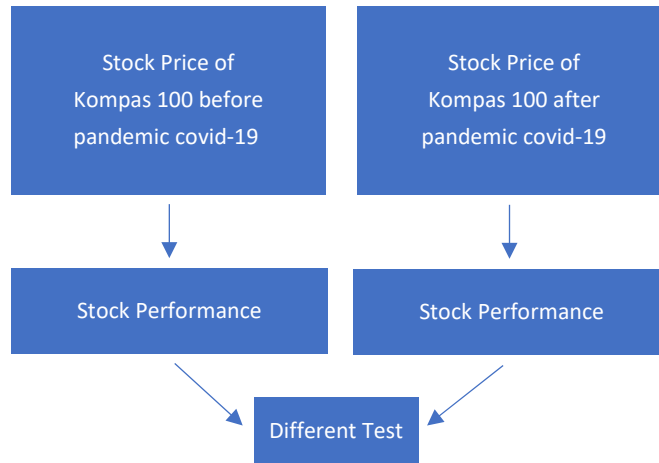 Stock Price of
Kompas 100 before
pandemic covid-19
Stock Price of
Kompas 100 after
pandemic covid-19
Stock Performance
Stock Performance
Different Test